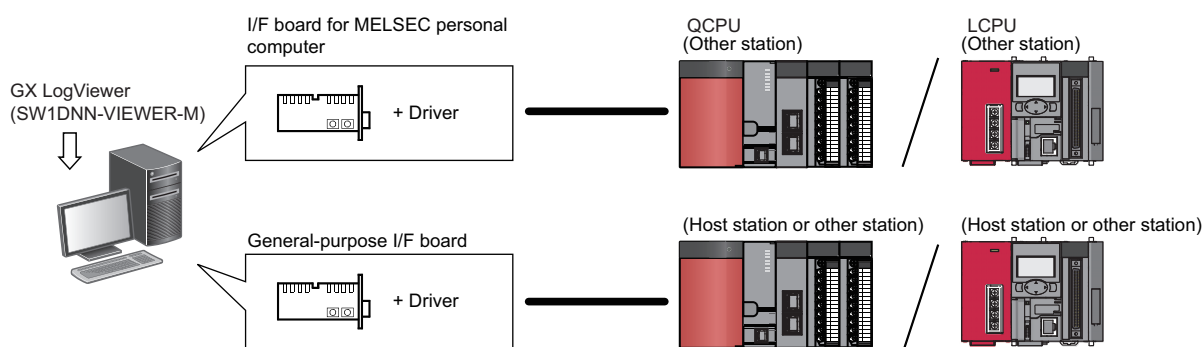 I/F board for MELSEC personal
computer
QCPU
(Other station)
LCPU
(Other station)
GX LogViewer
(SW1DNN-VIEWER-M)
+ Driver
General-purpose I/F board
(Host station or other station)
(Host station or other station)
+ Driver